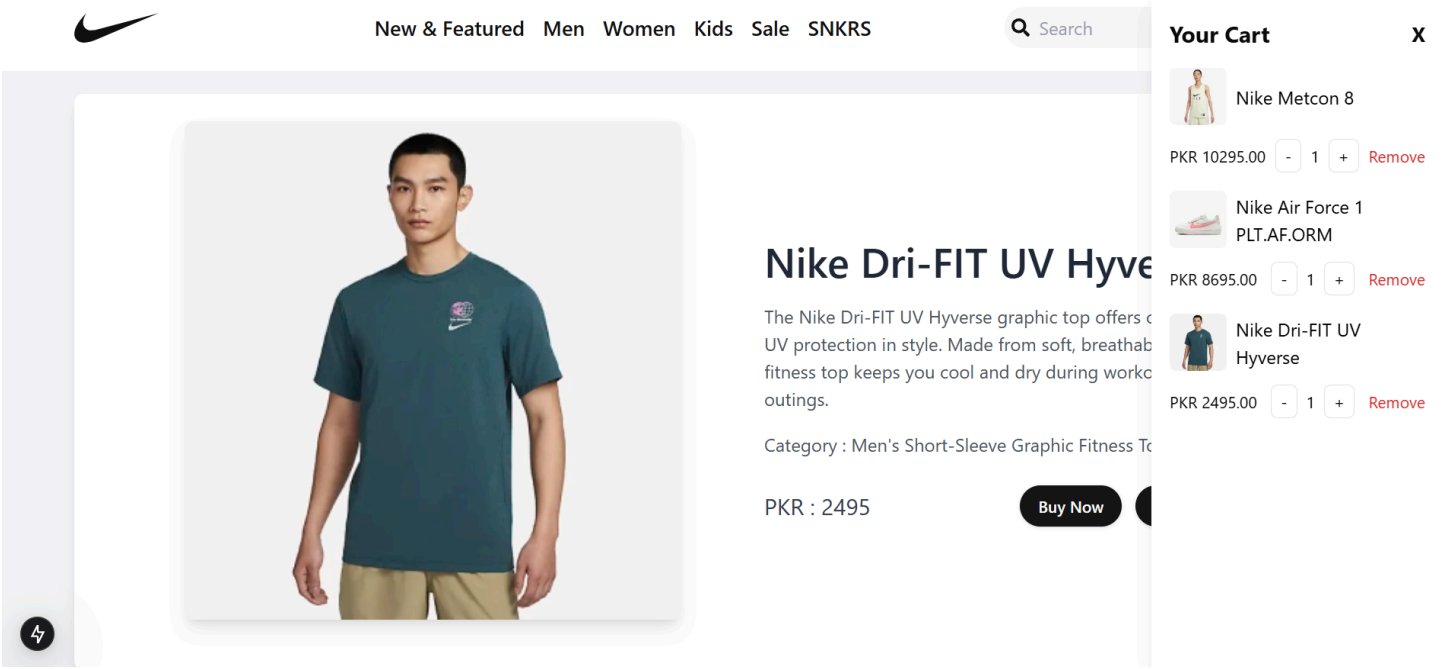 New & Featured Men Women Kids Sale SNKRS
Search
Nike Dri-FIT UV Hyve
The Nike Dri-FIT UV Hyverse graphic top offers
UV protection in style. Made from soft, breathab
fitness top keeps you cool and dry during worko
outings.
Category : Men's Short-Sleeve Graphic Fitness To
PKR : 2495
Buy Now
Your Cart X
Nike Metcon 8
PKR 10295.00 - 1 + Remove
Nike Air Force 1
PLT.AF.ORM
PKR 8695.00 - 1 + Remove
Nike Dri-FIT UV
Hyverse
PKR 2495.00 - 1 + Remove